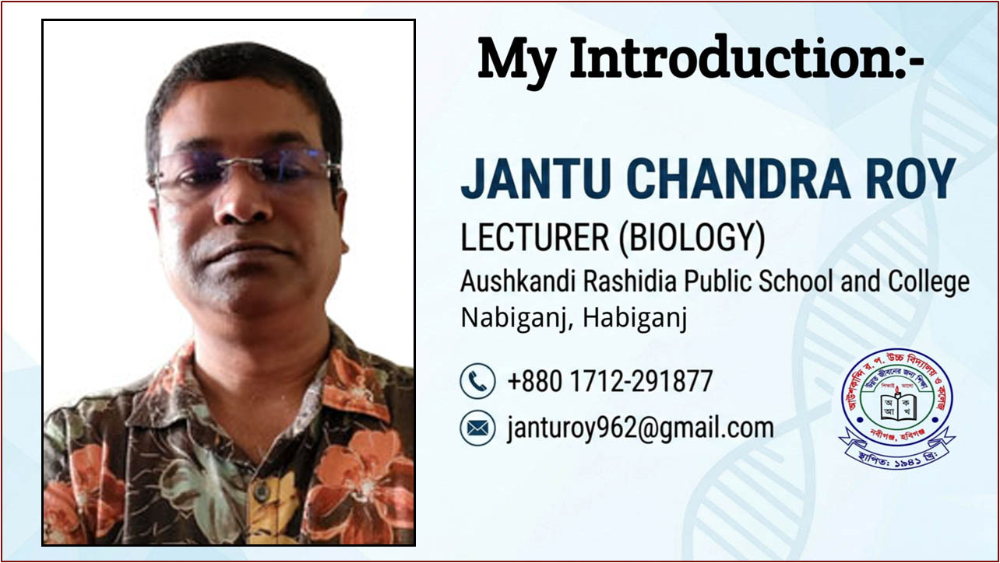 My Introduction:-
JANTU CHANDRA ROY
LECTURER (BIOLOGY)
Aushkandi Rashidia Public School and College
Nabiganj, Habiganj
+880 1712-291877
janturoy962@gmail.com
আউশকান্দি র. প. উচ্চ বিদ্যালয় ও কলেজ
উন্নত জীবনের জন্য শিক্ষা
শিক্ষাই আলো
অ ক
আ খ
নবীগঞ্জ, হবিগঞ্জ
স্থাপিত: ১৯৪১ খ্রি: